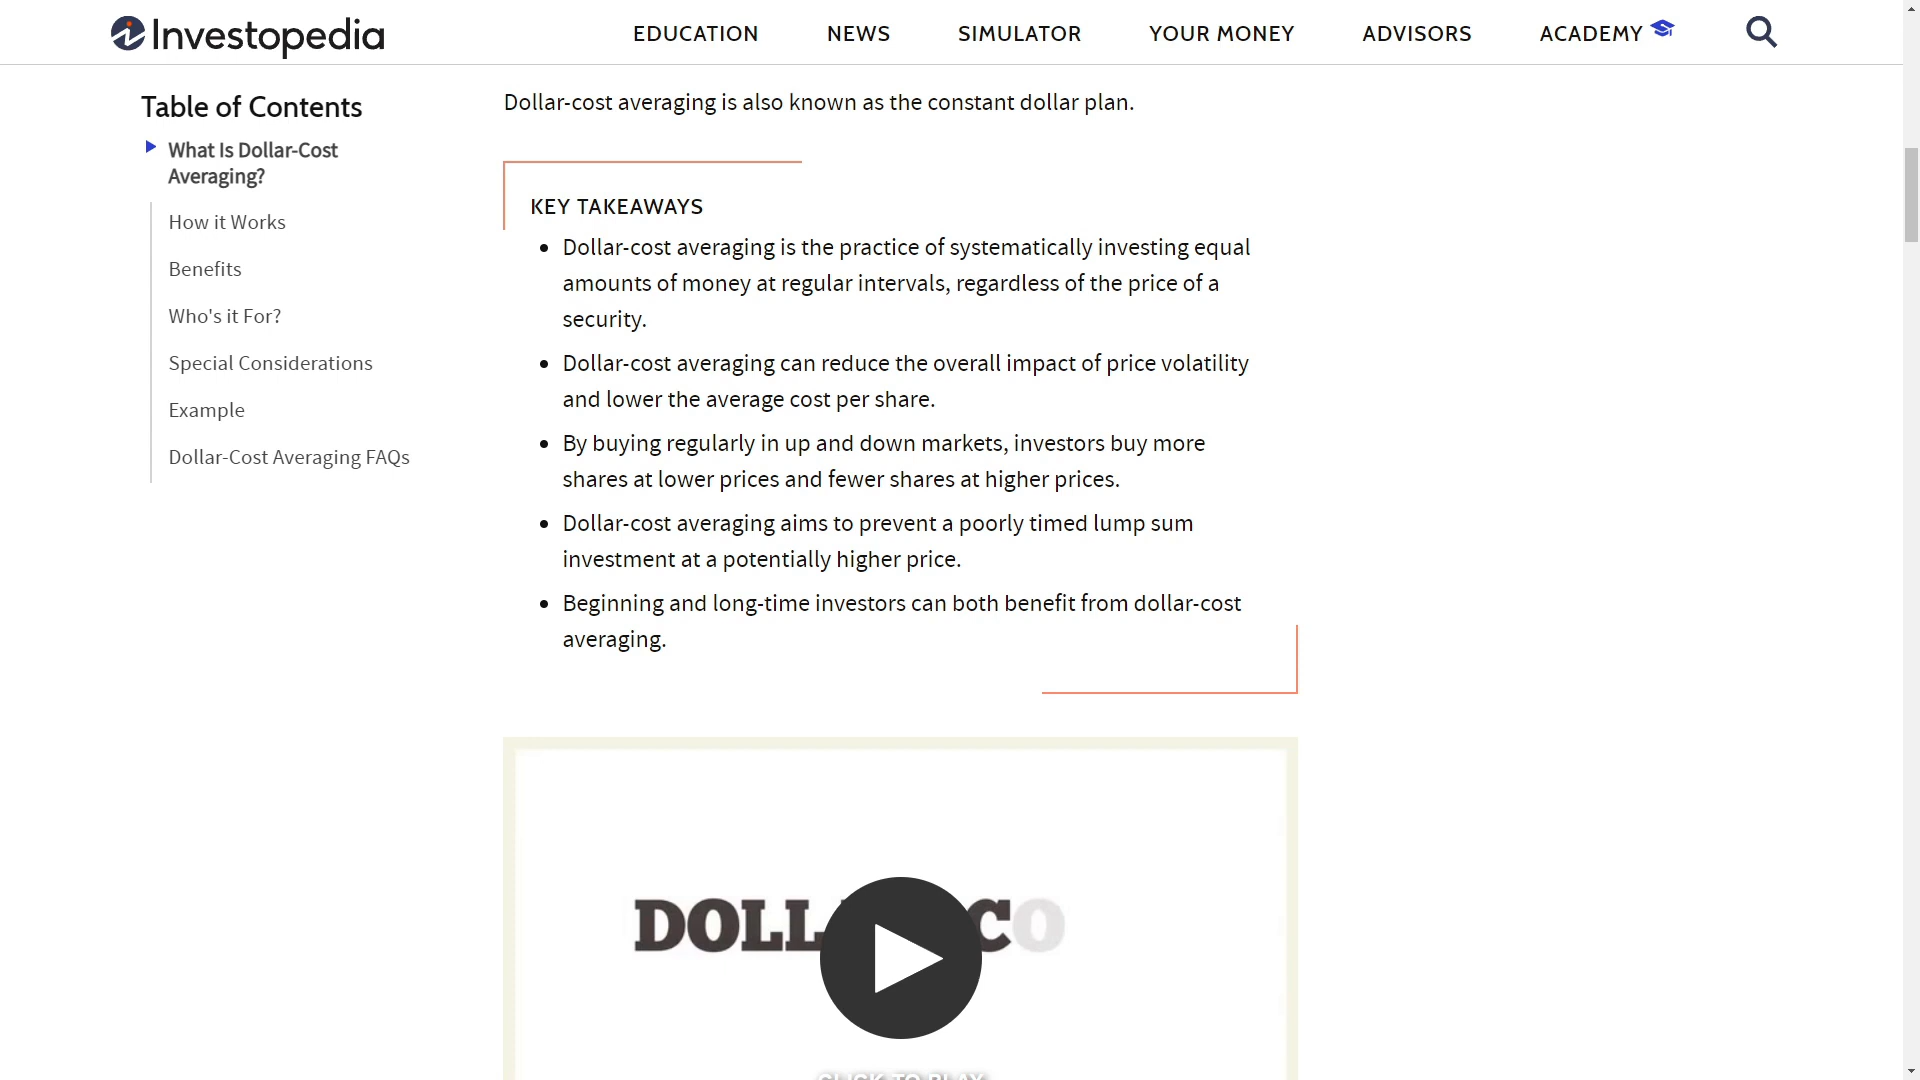 Investopedia
EDUCATION
NEWS
SIMULATOR
YOUR MONEY
ADVISORS
ACADEMY
Table of Contents
What Is Dollar-Cost
Averaging?
How it Works
Benefits
Who's it For?
Special Considerations
Example
Dollar-Cost Averaging FAQs
Dollar-cost averaging is also known as the constant dollar plan.
KEY TAKEAWAYS
Dollar-cost averaging is the practice of systematically investing equal
amounts of money at regular intervals, regardless of the price of a
security.
Dollar-cost averaging can reduce the overall impact of price volatility
and lower the average cost per share.
By buying regularly in up and down markets, investors buy more
shares at lower prices and fewer shares at higher prices.
Dollar-cost averaging aims to prevent a poorly timed lump sum
investment at a potentially higher price.
Beginning and long-time investors can both benefit from dollar-cost
averaging.
DOLL CO
CLICK TO PLAY